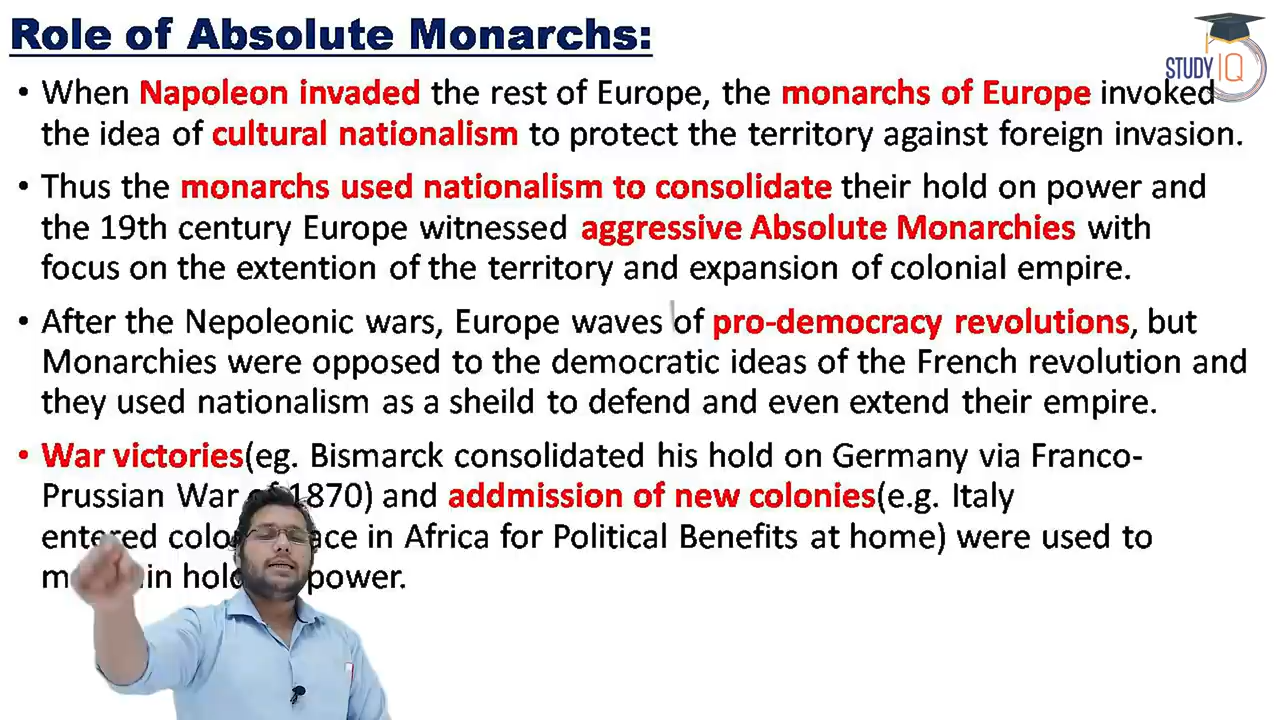 Role of Absolute Monarchs:
STUDY IQ
• When Napoleon invaded the rest of Europe, the monarchs of Europe invoked
the idea of cultural nationalism to protect the territory against foreign invasion.
• Thus the monarchs used nationalism to consolidate their hold on power and
the 19th century Europe witnessed aggressive Absolute Monarchies with
focus on the extention of the territory and expansion of colonial empire.
• After the Nepoleonic wars, Europe waves of pro-democracy revolutions, but
Monarchies were opposed to the democratic ideas of the French revolution and
they used nationalism as a sheild to defend and even extend their empire.
• War victories(eg. Bismarck consolidated his hold on Germany via Franco-
Prussian War of 1870) and addmission of new colonies(e.g. Italy
entered in Africa for Political Benefits at home) were used to
power.